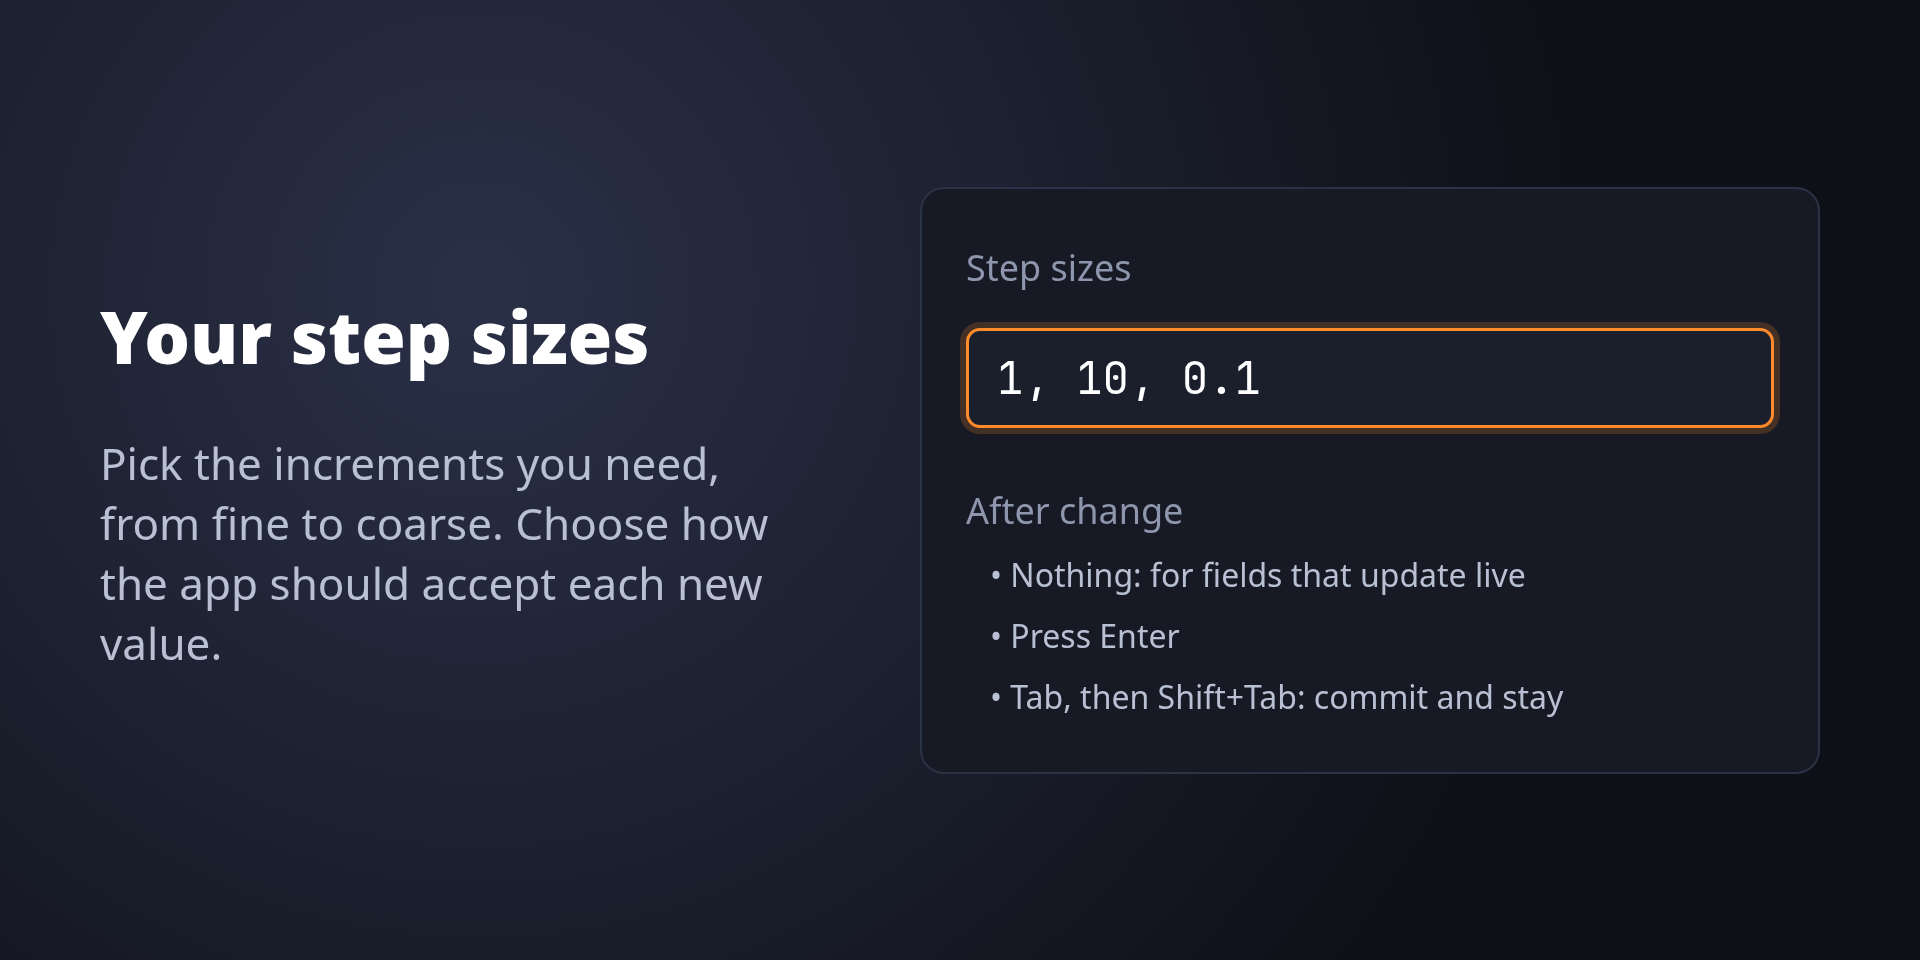 Your step sizes
Pick the increments you need,
from fine to coarse. Choose how
the app should accept each new
value.
Step sizes
1, 10, 0.1
After change
• Nothing: for fields that update live
• Press Enter
• Tab, then Shift+Tab: commit and stay